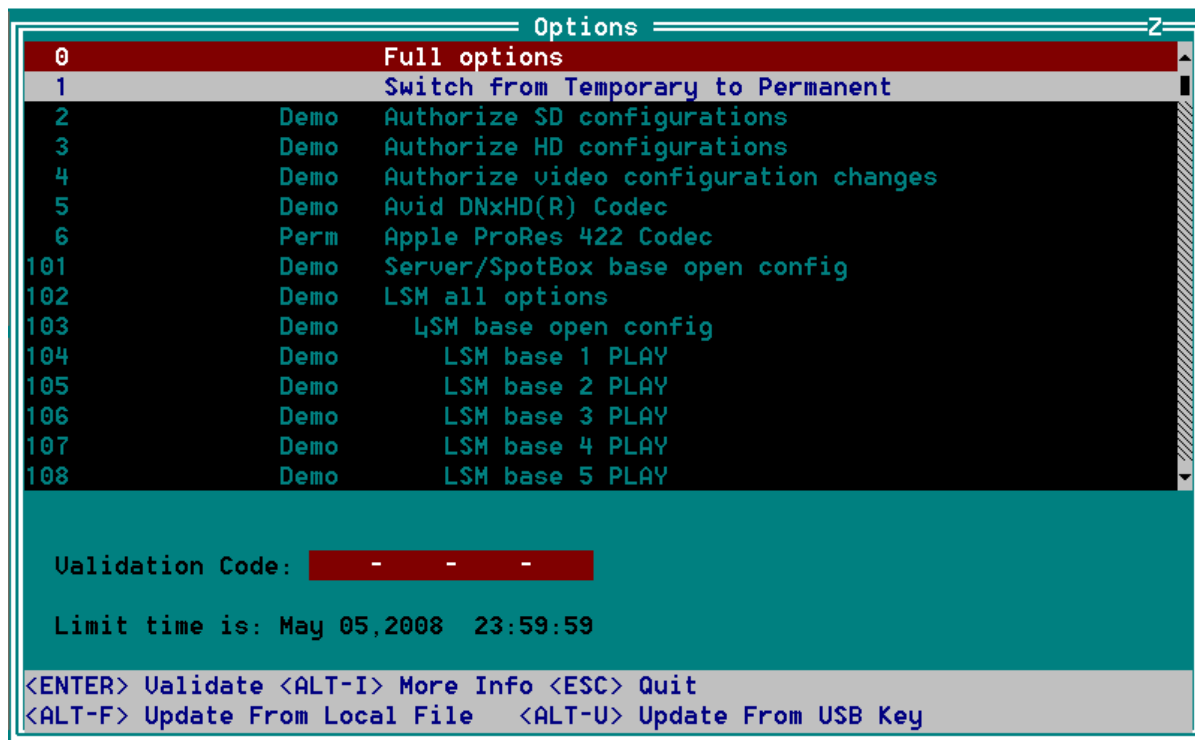 Options Z
0 Full options
1 Switch from Temporary to Permanent
2 Demo Authorize SD configurations
3 Demo Authorize HD configurations
4 Demo Authorize video configuration changes
5 Demo Avid DNxHD(R) Codec
6 Perm Apple ProRes 422 Codec
101 Demo Server/SpotBox base open config
102 Demo LSM all options
103 Demo LSM base open config
104 Demo LSM base 1 PLAY
105 Demo LSM base 2 PLAY
106 Demo LSM base 3 PLAY
107 Demo LSM base 4 PLAY
108 Demo LSM base 5 PLAY
Validation Code: - - -
Limit time is: May 05,2008 23:59:59
<ENTER> Validate <ALT-I> More Info <ESC> Quit
<ALT-F> Update From Local File <ALT-U> Update From USB Key